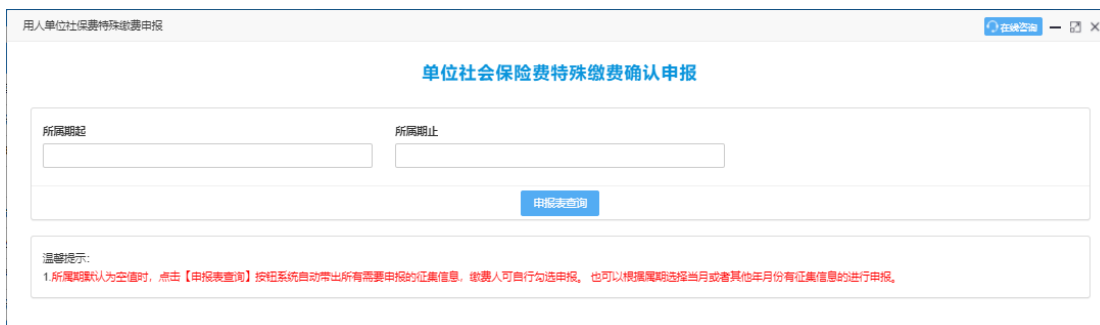 用人单位社保费特殊缴费申报
在线咨询
单位社会保险费特殊缴费确认申报
所属期起 所属期止
申报表查询
温馨提示:
1.所属期默认为空值时，点击【申报表查询】按钮系统自动带出所有需要申报的征集信息，缴费人可自行勾选申报。 也可以根据属期选择当月或者其他年月份有征集信息的进行申报。